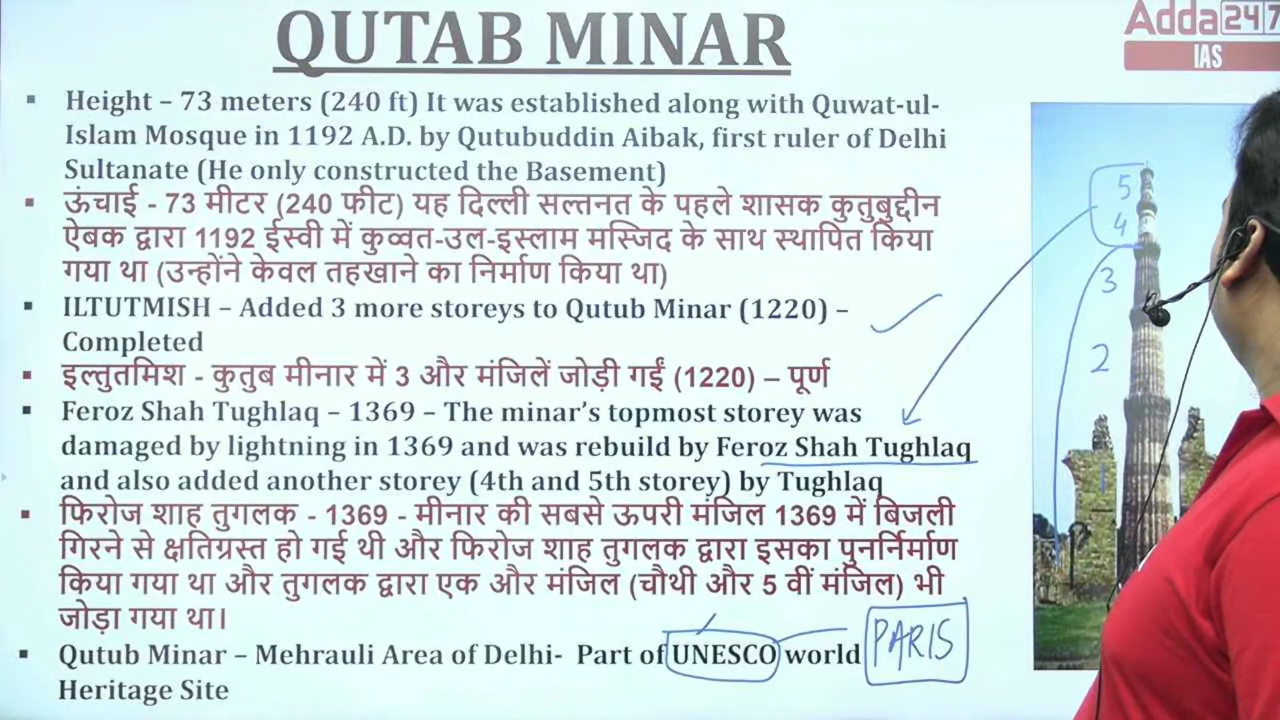 QUTAB MINAR
Adda247
IAS
▪ Height – 73 meters (240 ft) It was established along with Quwat-ul-
Islam Mosque in 1192 A.D. by Qutubuddin Aibak, first ruler of Delhi
Sultanate (He only constructed the Basement)
▪ ऊंचाई - 73 मीटर (240 फीट) यह दिल्ली सल्तनत के पहले शासक कुतुबुद्दीन
ऐबक द्वारा 1192 ईस्वी में कुव्वत-उल-इस्लाम मस्जिद के साथ स्थापित किया
गया था (उन्होंने केवल तहखाने का निर्माण किया था)
▪ ILTUTMISH – Added 3 more storeys to Qutub Minar (1220) –
Completed
▪ इल्तुतमिश - कुतुब मीनार में 3 और मंजिलें जोड़ी गईं (1220) – पूर्ण
▪ Feroz Shah Tughlaq – 1369 – The minar’s topmost storey was
damaged by lightning in 1369 and was rebuild by Feroz Shah Tughlaq
and also added another storey (4th and 5th storey) by Tughlaq
▪ फिरोज शाह तुगलक - 1369 - मीनार की सबसे ऊपरी मंजिल 1369 में बिजली
गिरने से क्षतिग्रस्त हो गई थी और फिरोज शाह तुगलक द्वारा इसका पुनर्निर्माण
किया गया था और तुगलक द्वारा एक और मंजिल (चौथी और 5 वीं मंजिल) भी
जोड़ा गया था।
▪ Qutub Minar – Mehrauli Area of Delhi- Part of UNESCO world
Heritage Site
PARIS
5
4
3
2
1